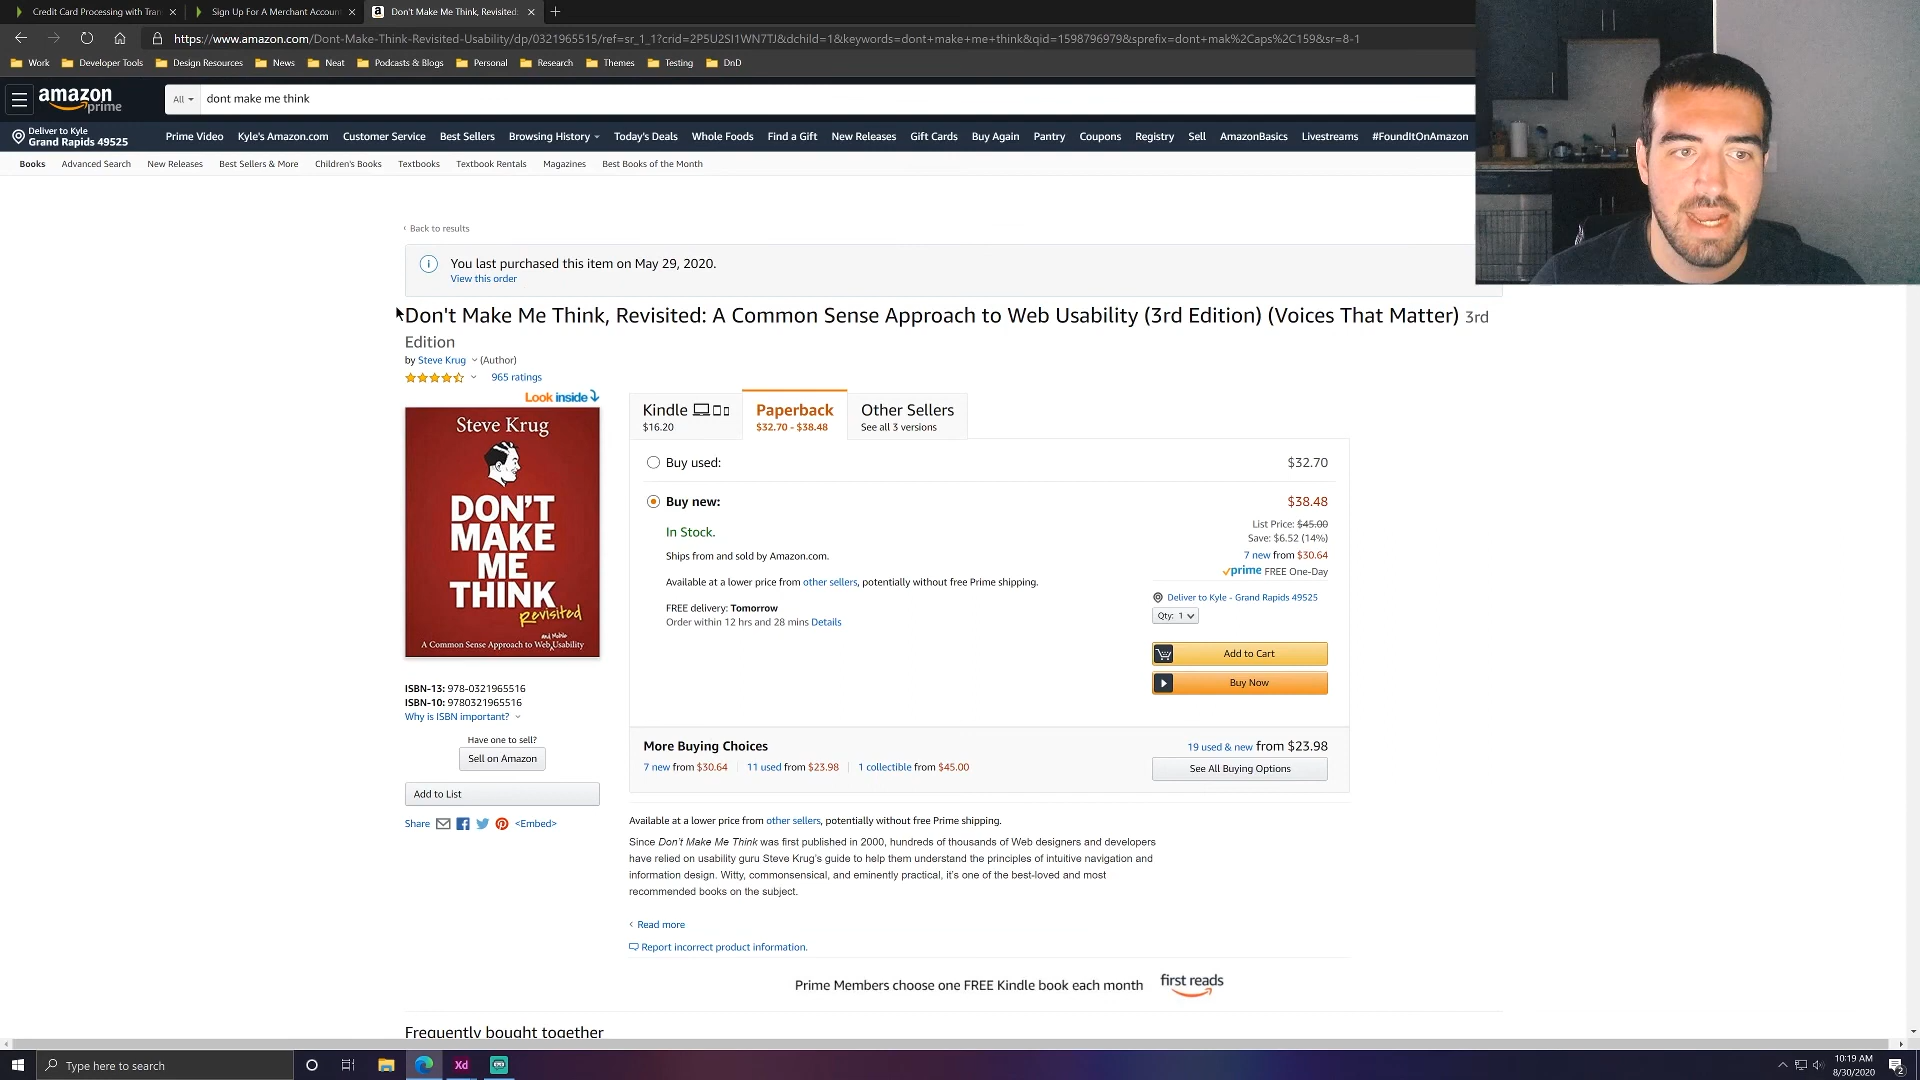 Credit Card Processing with Tran
Sign Up For A Merchant Accoun
Don't Make Me Think, Revisited:
https://www.amazon.com/Dont-Make-Think-Revisited-Usability/dp/0321965515/ref=sr_1_1?crid=2P5U2SI1WN7TJ&dchild=1&keywords=dont+make+me+think&qid=1598796979&sprefix=dont+mak%2Caps%2C159&sr=8-1
Work Developer Tools Design Resources News Neat Podcasts & Blogs Personal Research Themes Testing DnD
amazon prime All dont make me think
Deliver to Kyle
Grand Rapids 49525
Prime Video Kyle's Amazon.com Customer Service Best Sellers Browsing History Today's Deals Whole Foods Find a Gift New Releases Gift Cards Buy Again Pantry Coupons Registry Sell AmazonBasics Livestreams #FoundItOnAmazon
Books Advanced Search New Releases Best Sellers & More Children's Books Textbooks Textbook Rentals Magazines Best Books of the Month
‹ Back to results
You last purchased this item on May 29, 2020.
View this order
Don't Make Me Think, Revisited: A Common Sense Approach to Web Usability (3rd Edition) (Voices That Matter) 3rd
Edition
by Steve Krug (Author)
965 ratings
Look inside
Steve Krug
DON'T
MAKE
ME
THINK
Revisited
and Mobile
A Common Sense Approach to Web Usability
ISBN-13: 978-0321965516
ISBN-10: 9780321965516
Why is ISBN important?
Have one to sell?
Sell on Amazon
Add to List
Share <Embed>
Kindle
$16.20
Paperback
$32.70 - $38.48
Other Sellers
See all 3 versions
Buy used: $32.70
Buy new: $38.48
In Stock.
Ships from and sold by Amazon.com.
Available at a lower price from other sellers, potentially without free Prime shipping.
FREE delivery: Tomorrow
Order within 12 hrs and 28 mins Details
List Price: $45.00
Save: $6.52 (14%)
7 new from $30.64
prime FREE One-Day
Deliver to Kyle - Grand Rapids 49525
Qty: 1
Add to Cart
Buy Now
More Buying Choices
7 new from $30.64 11 used from $23.98 1 collectible from $45.00
19 used & new from $23.98
See All Buying Options
Available at a lower price from other sellers, potentially without free Prime shipping.
Since Don't Make Me Think was first published in 2000, hundreds of thousands of Web designers and developers
have relied on usability guru Steve Krug's guide to help them understand the principles of intuitive navigation and
information design. Witty, commonsensical, and eminently practical, it's one of the best-loved and most
recommended books on the subject.
‹ Read more
Report incorrect product information.
Prime Members choose one FREE Kindle book each month first reads
Frequently bought together
Type here to search
Xd
10:19 AM
8/30/2020
2